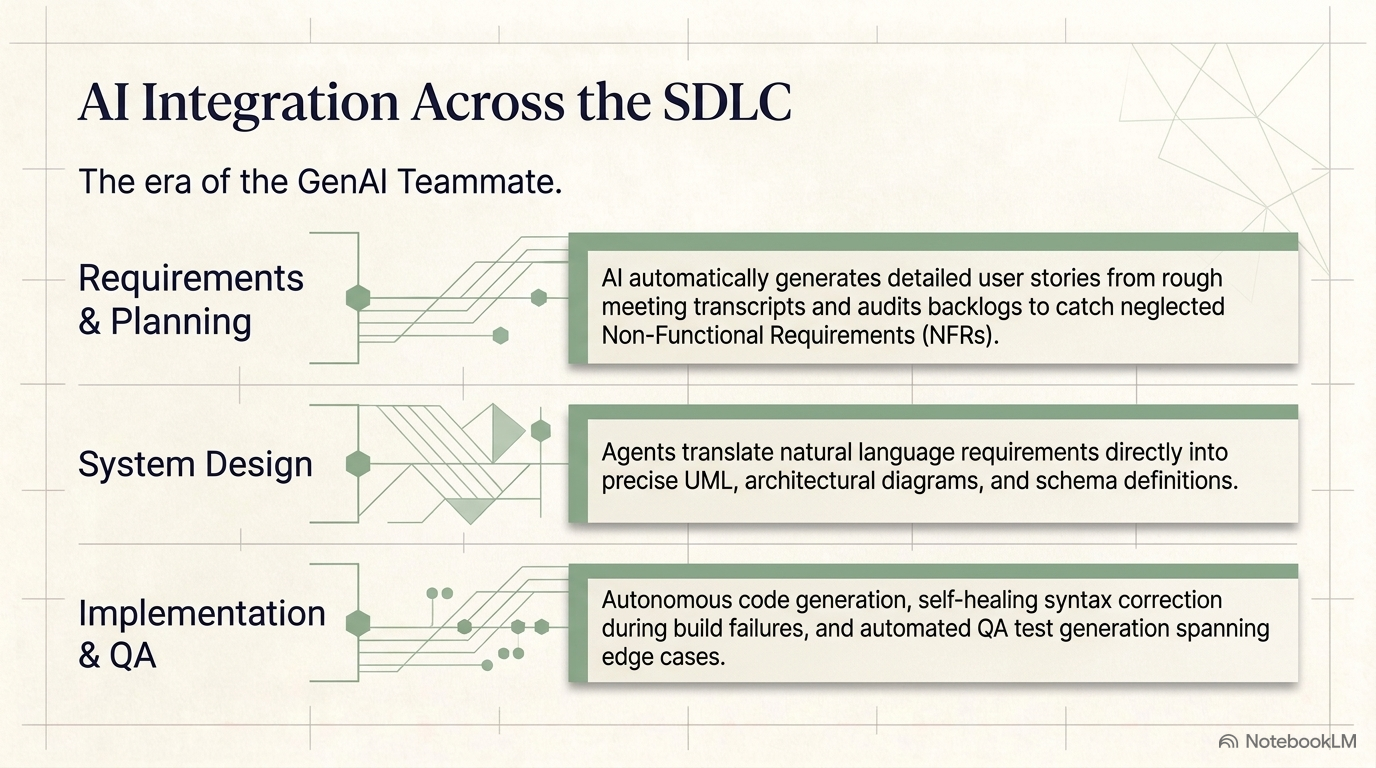 AI Integration Across the SDLC
The era of the GenAI Teammate.
Requirements
& Planning
AI automatically generates detailed user stories from rough
meeting transcripts and audits backlogs to catch neglected
Non-Functional Requirements (NFRs).
System Design
Agents translate natural language requirements directly into
precise UML, architectural diagrams, and schema definitions.
Implementation
& QA
Autonomous code generation, self-healing syntax correction
during build failures, and automated QA test generation spanning
edge cases.
NotebookLM